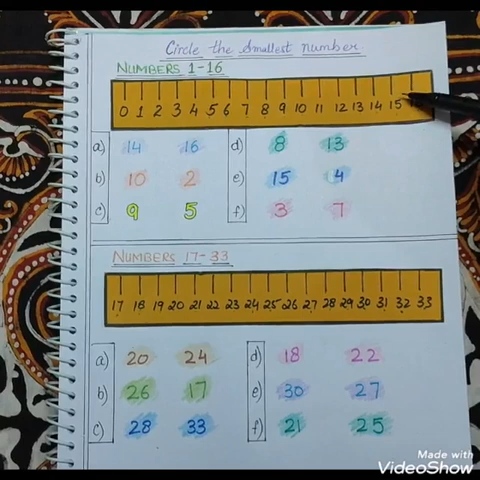 Circle the smallest number.
NUMBERS 1-16
0 1 2 3 4 5 6 7 8 9 10 11 12 13 14 15
a) 14 16 d) 8 13
b) 10 2 e) 15 4
c) 9 5 f) 3 7
NUMBERS 17-33
17 18 19 20 21 22 23 24 25 26 27 28 29 30 31 32 33
a) 20 24 d) 18 22
b) 26 17 e) 30 27
c) 28 33 f) 21 25
Made with
VideoShow